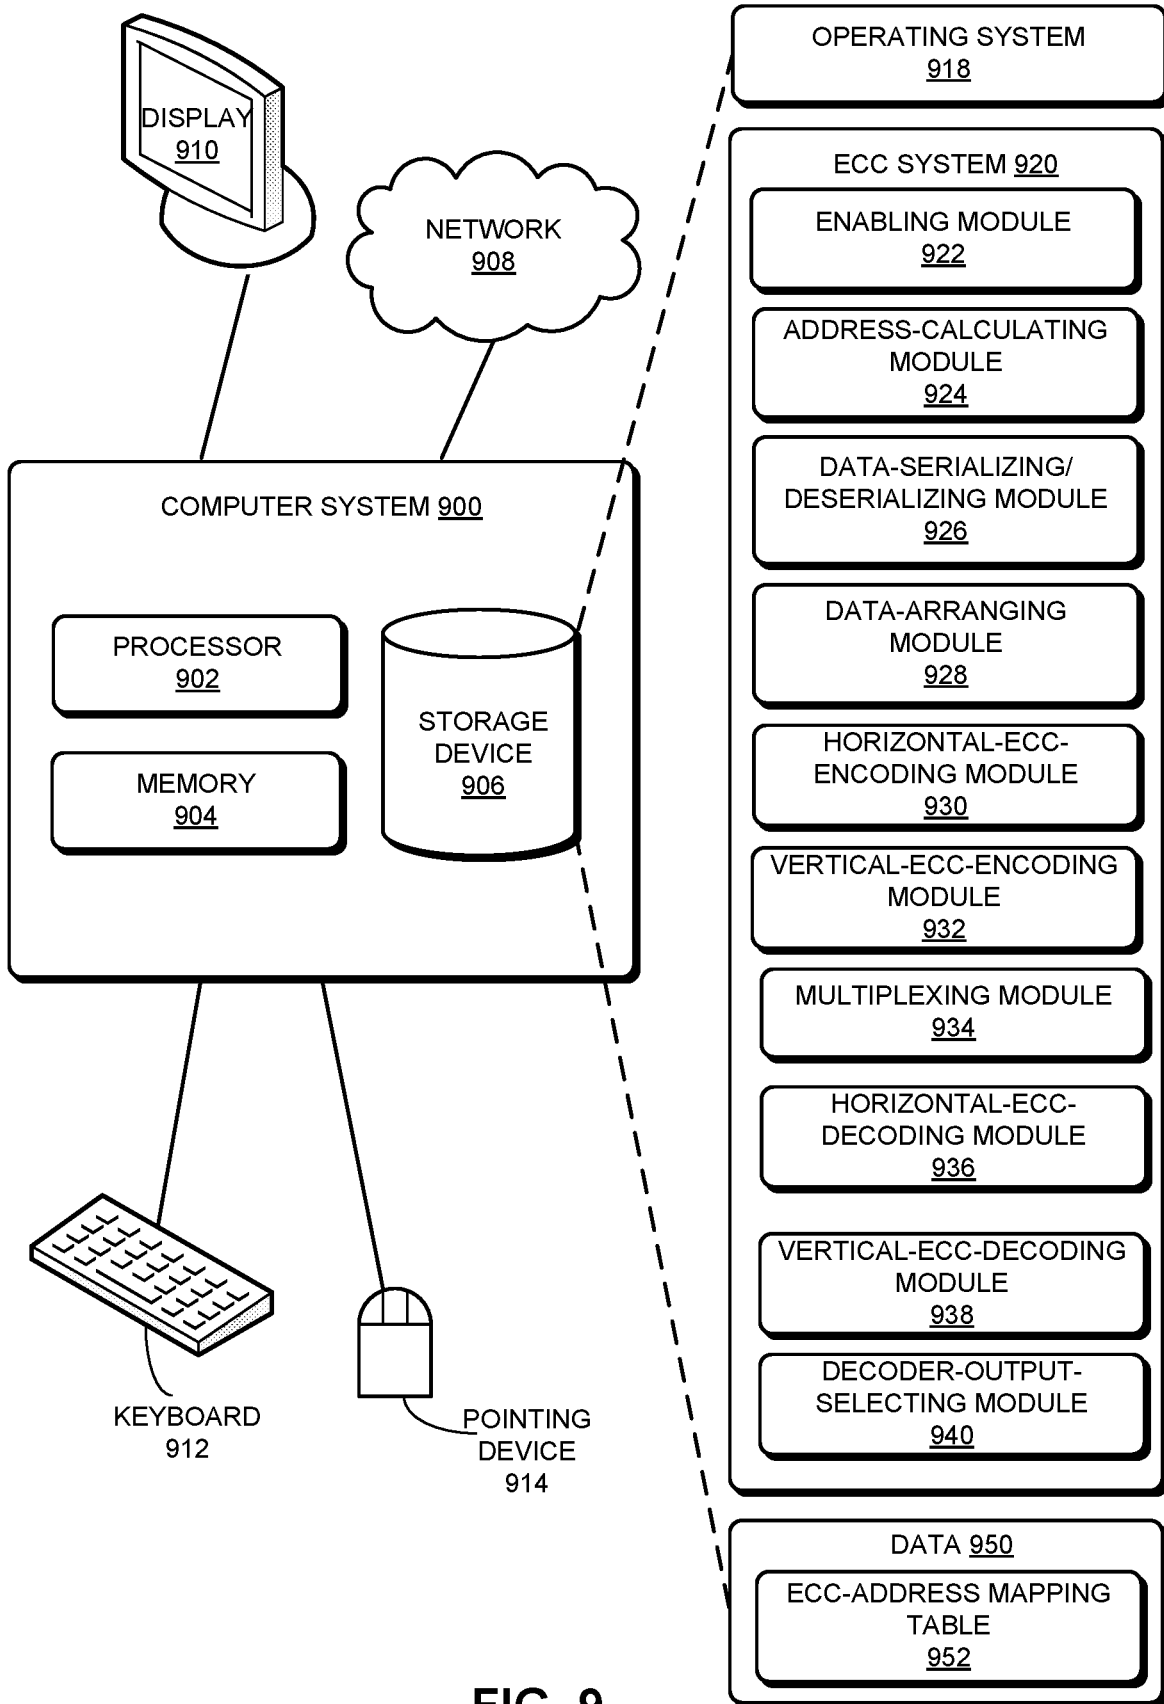 DISPLAY
910
NETWORK
908
COMPUTER SYSTEM 900
PROCESSOR
902
MEMORY
904
STORAGE
DEVICE
906
KEYBOARD
912
POINTING
DEVICE
914
OPERATING SYSTEM
918
ECC SYSTEM 920
ENABLING MODULE
922
ADDRESS-CALCULATING
MODULE
924
DATA-SERIALIZING/
DESERIALIZING MODULE
926
DATA-ARRANGING
MODULE
928
HORIZONTAL-ECC-
ENCODING MODULE
930
VERTICAL-ECC-ENCODING
MODULE
932
MULTIPLEXING MODULE
934
HORIZONTAL-ECC-
DECODING MODULE
936
VERTICAL-ECC-DECODING
MODULE
938
DECODER-OUTPUT-
SELECTING MODULE
940
DATA 950
ECC-ADDRESS MAPPING
TABLE
952
FIG. 9